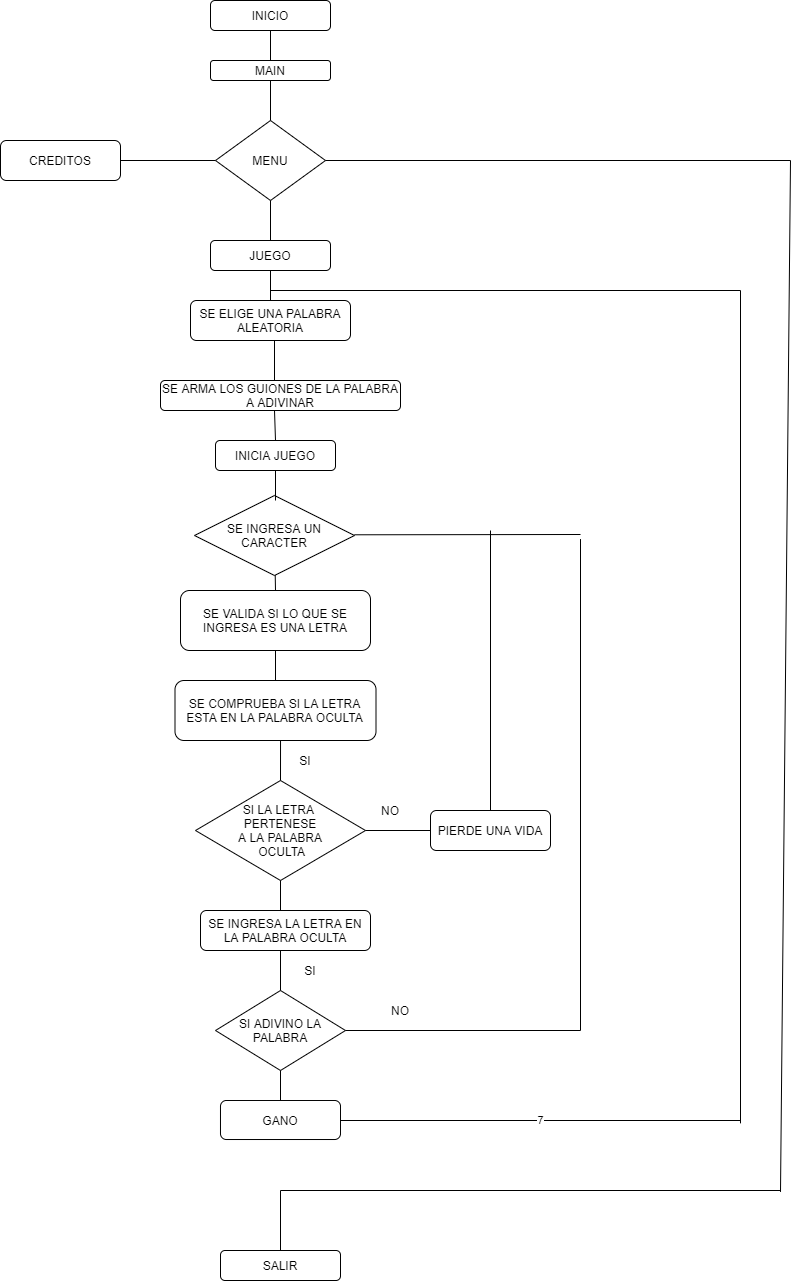 INICIO
MAIN
CREDITOS
MENU
JUEGO
SE ELIGE UNA PALABRA
ALEATORIA
SE ARMA LOS GUIONES DE LA PALABRA
A ADIVINAR
INICIA JUEGO
SE INGRESA UN
CARACTER
SE VALIDA SI LO QUE SE
INGRESA ES UNA LETRA
SE COMPRUEBA SI LA LETRA
ESTA EN LA PALABRA OCULTA
SI
SI LA LETRA
PERTENESE
A LA PALABRA
OCULTA
NO
PIERDE UNA VIDA
SE INGRESA LA LETRA EN
LA PALABRA OCULTA
SI
SI ADIVINO LA
PALABRA
NO
GANO
7
SALIR